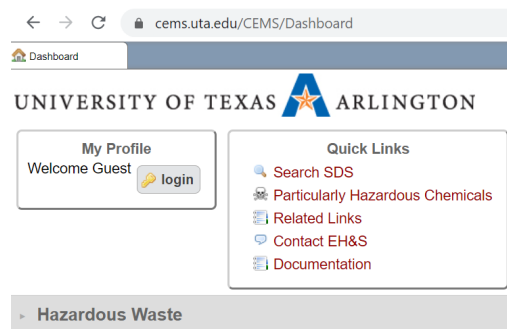 cems.uta.edu/CEMS/Dashboard
Dashboard
UNIVERSITY OF TEXAS A ARLINGTON
My Profile
Welcome Guest
login
Quick Links
Search SDS
Particularly Hazardous Chemicals
Related Links
Contact EH&S
Documentation
Hazardous Waste